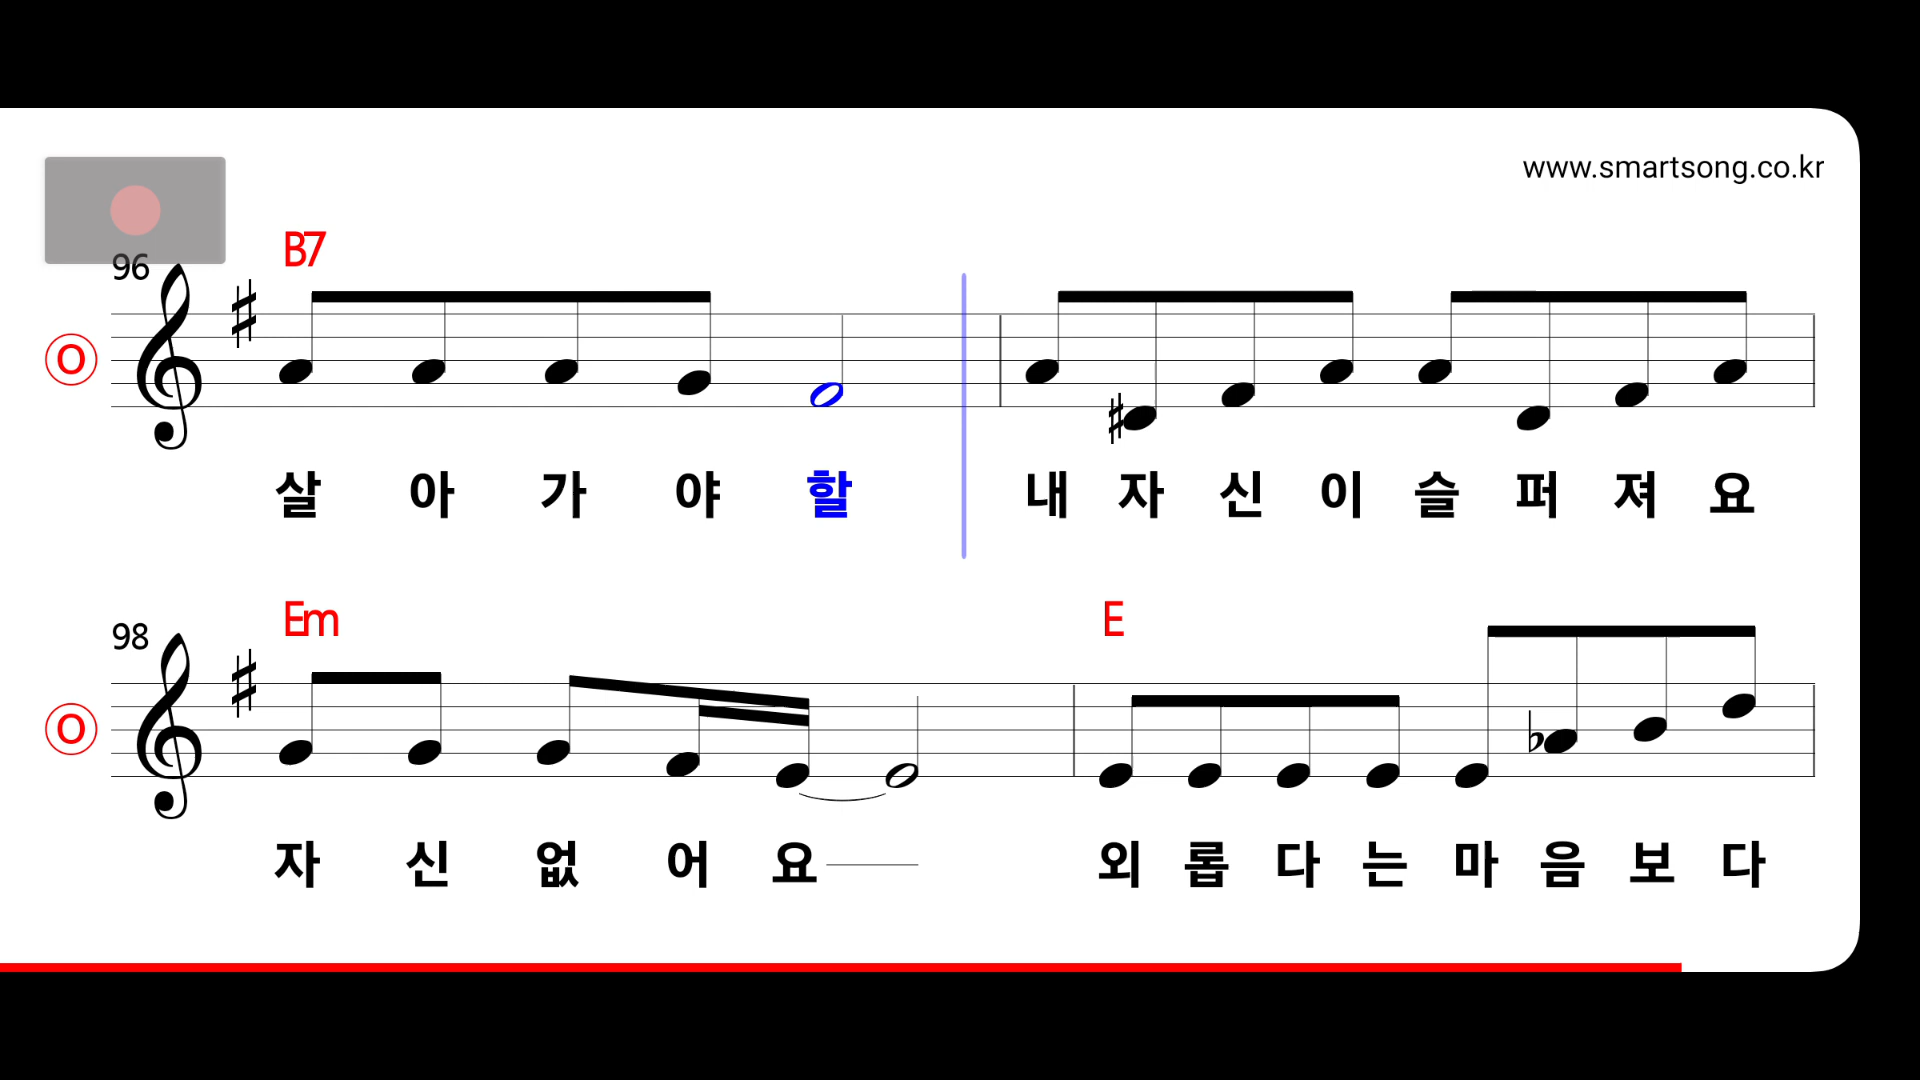 www.smartsong.co.kr
B7
96
O
살 아 가 야 할 내 자 신 이 슬 퍼 져 요
Em E
98
O
자 신 없 어 요 외 롭 다 는 마 음 보 다